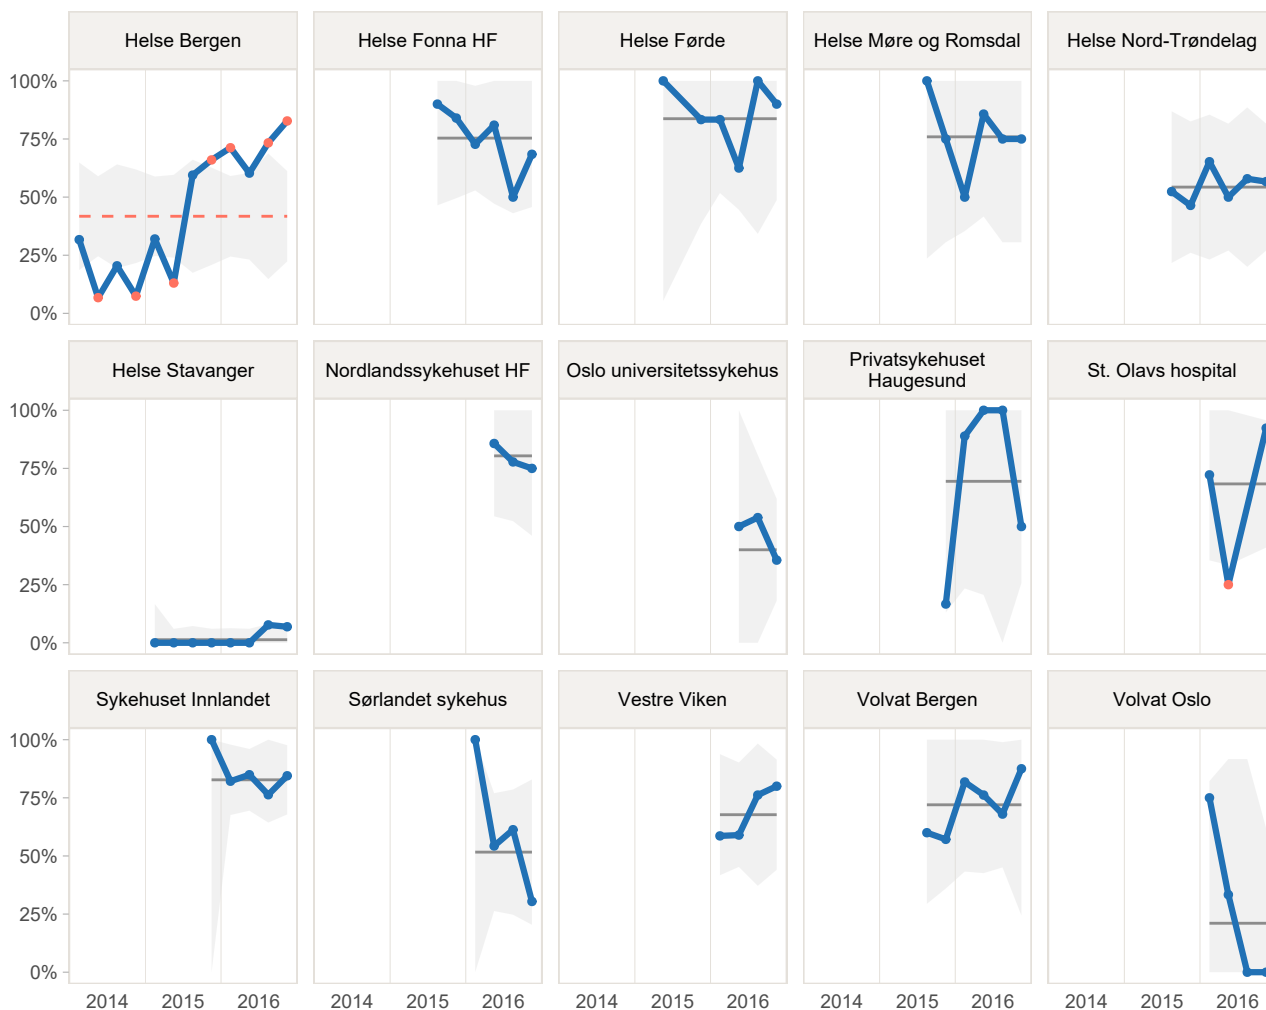 Helse Bergen
Helse Fonna HF
Helse Førde
Helse Møre og Romsdal
Helse Nord-Trøndelag
100%
75%
50%
25%
0%
Helse Stavanger
Nordlandssykehuset HF
Oslo universitetssykehus
Privatsykehuset
Haugesund
St. Olavs hospital
100%
75%
50%
25%
0%
Sykehuset Innlandet
Sørlandet sykehus
Vestre Viken
Volvat Bergen
Volvat Oslo
100%
75%
50%
25%
0%
2014 2015 2016
2014 2015 2016
2014 2015 2016
2014 2015 2016
2014 2015 2016